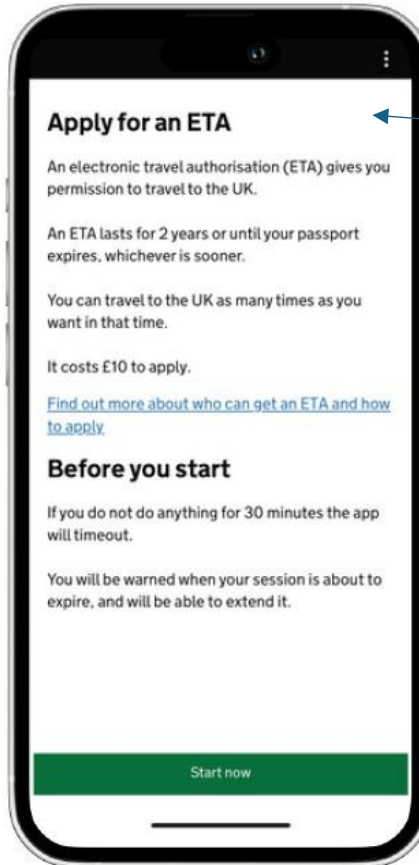 Apply for an ETA
An electronic travel authorisation (ETA) gives you
permission to travel to the UK.
An ETA lasts for 2 years or until your passport
expires, whichever is sooner.
You can travel to the UK as many times as you
want in that time.
It costs £10 to apply.
Find out more about who can get an ETA and how
to apply
Before you start
If you do not do anything for 30 minutes the app
will timeout.
You will be warned when your session is about to
expire, and will be able to extend it.
Start now